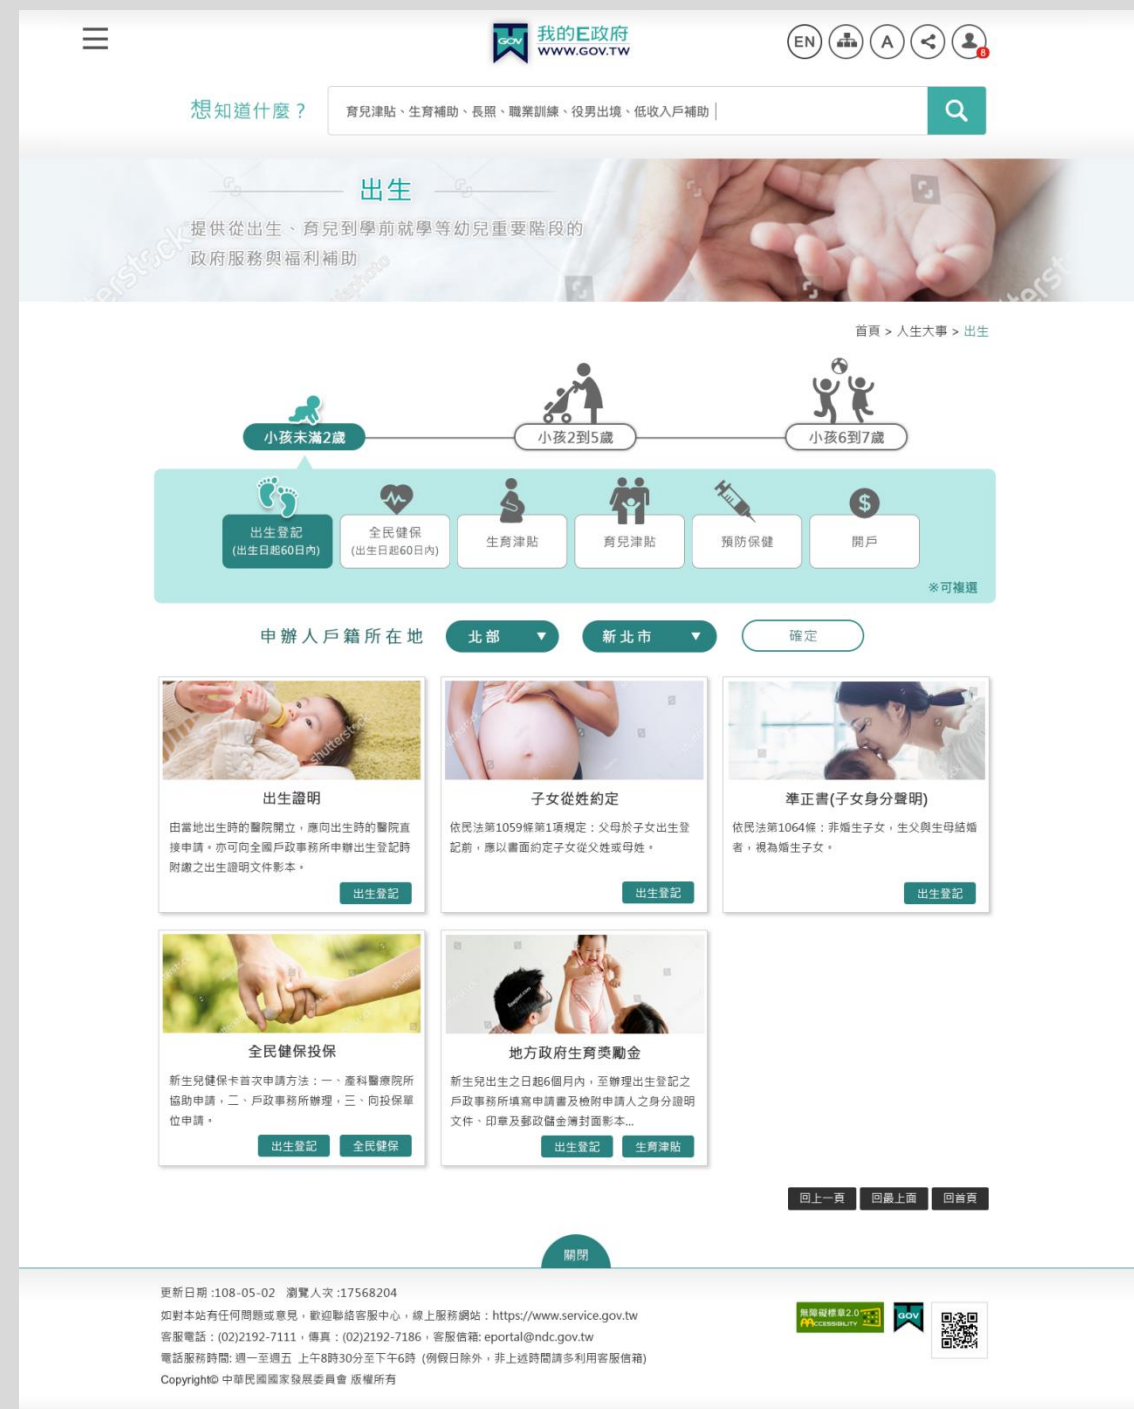 我的E政府
GOV WWW.GOV.TW
EN A 8
想知道什麼？ 育兒津貼、生育補助、長照、職業訓練、役男出境、低收入戶補助
出生
提供從出生、育兒到學前就學等幼兒重要階段的
政府服務與福利補助
首頁 > 人生大事 > 出生
小孩未滿2歲 小孩2到5歲 小孩6到7歲
出生登記 全民健保 生育津貼 育兒津貼 預防保健 開戶
(出生日起60日內) (出生日起60日內)
※可複選
申辦人戶籍所在地 北部 新北市 確定
出生證明
由當地出生時的醫院開立，應向出生時的醫院直
接申請。亦可向全國戶政事務所申辦出生登記時
附繳之出生證明文件影本。
出生登記
子女從姓約定
依民法第1059條第1項規定：父母於子女出生登
記前，應以書面約定子女從父姓或母姓。
出生登記
準正書(子女身分聲明)
依民法第1064條：非婚生子女，生父與生母結婚
者，視為婚生子女。
出生登記
全民健保投保
新生兒健保卡首次申請方法：一、產科醫療院所
協助申請，二、戶政事務所辦理，三、向投保單
位申請。
出生登記 全民健保
地方政府生育獎勵金
新生兒出生之日起6個月內，至辦理出生登記之
戶政事務所填寫申請書及檢附申請人之身分證明
文件、印章及郵政儲金簿封面影本...
出生登記 生育津貼
回上一頁 回最上面 回首頁
關閉
更新日期 :108-05-02 瀏覽人次 :17568204
如對本站有任何問題或意見，歡迎聯絡客服中心，線上服務網站：https://www.service.gov.tw
客服電話：(02)2192-7111，傳真：(02)2192-7186，客服信箱: eportal@ndc.gov.tw
電話服務時間: 週一至週五 上午8時30分至下午6時 (例假日除外，非上述時間請多利用客服信箱)
Copyright© 中華民國國家發展委員會 版權所有
無障礙標章2.0
ACCESSIBILITY
GOV